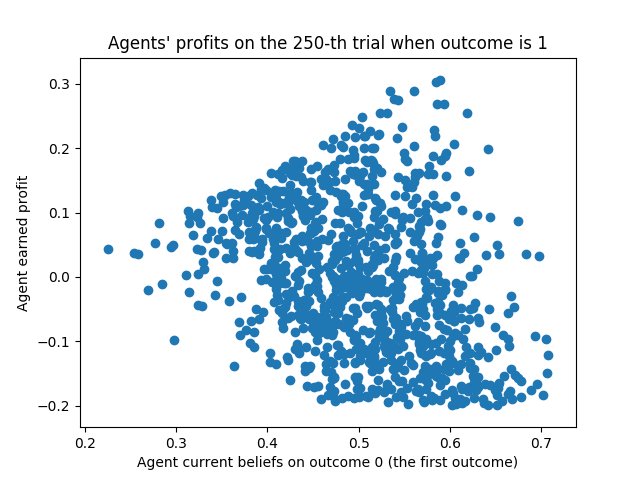 Agents' profits on the 250-th trial when outcome is 1
Agent earned profit
0.3
0.2
0.1
0.0
−0.1
−0.2
0.2 0.3 0.4 0.5 0.6 0.7
Agent current beliefs on outcome 0 (the first outcome)